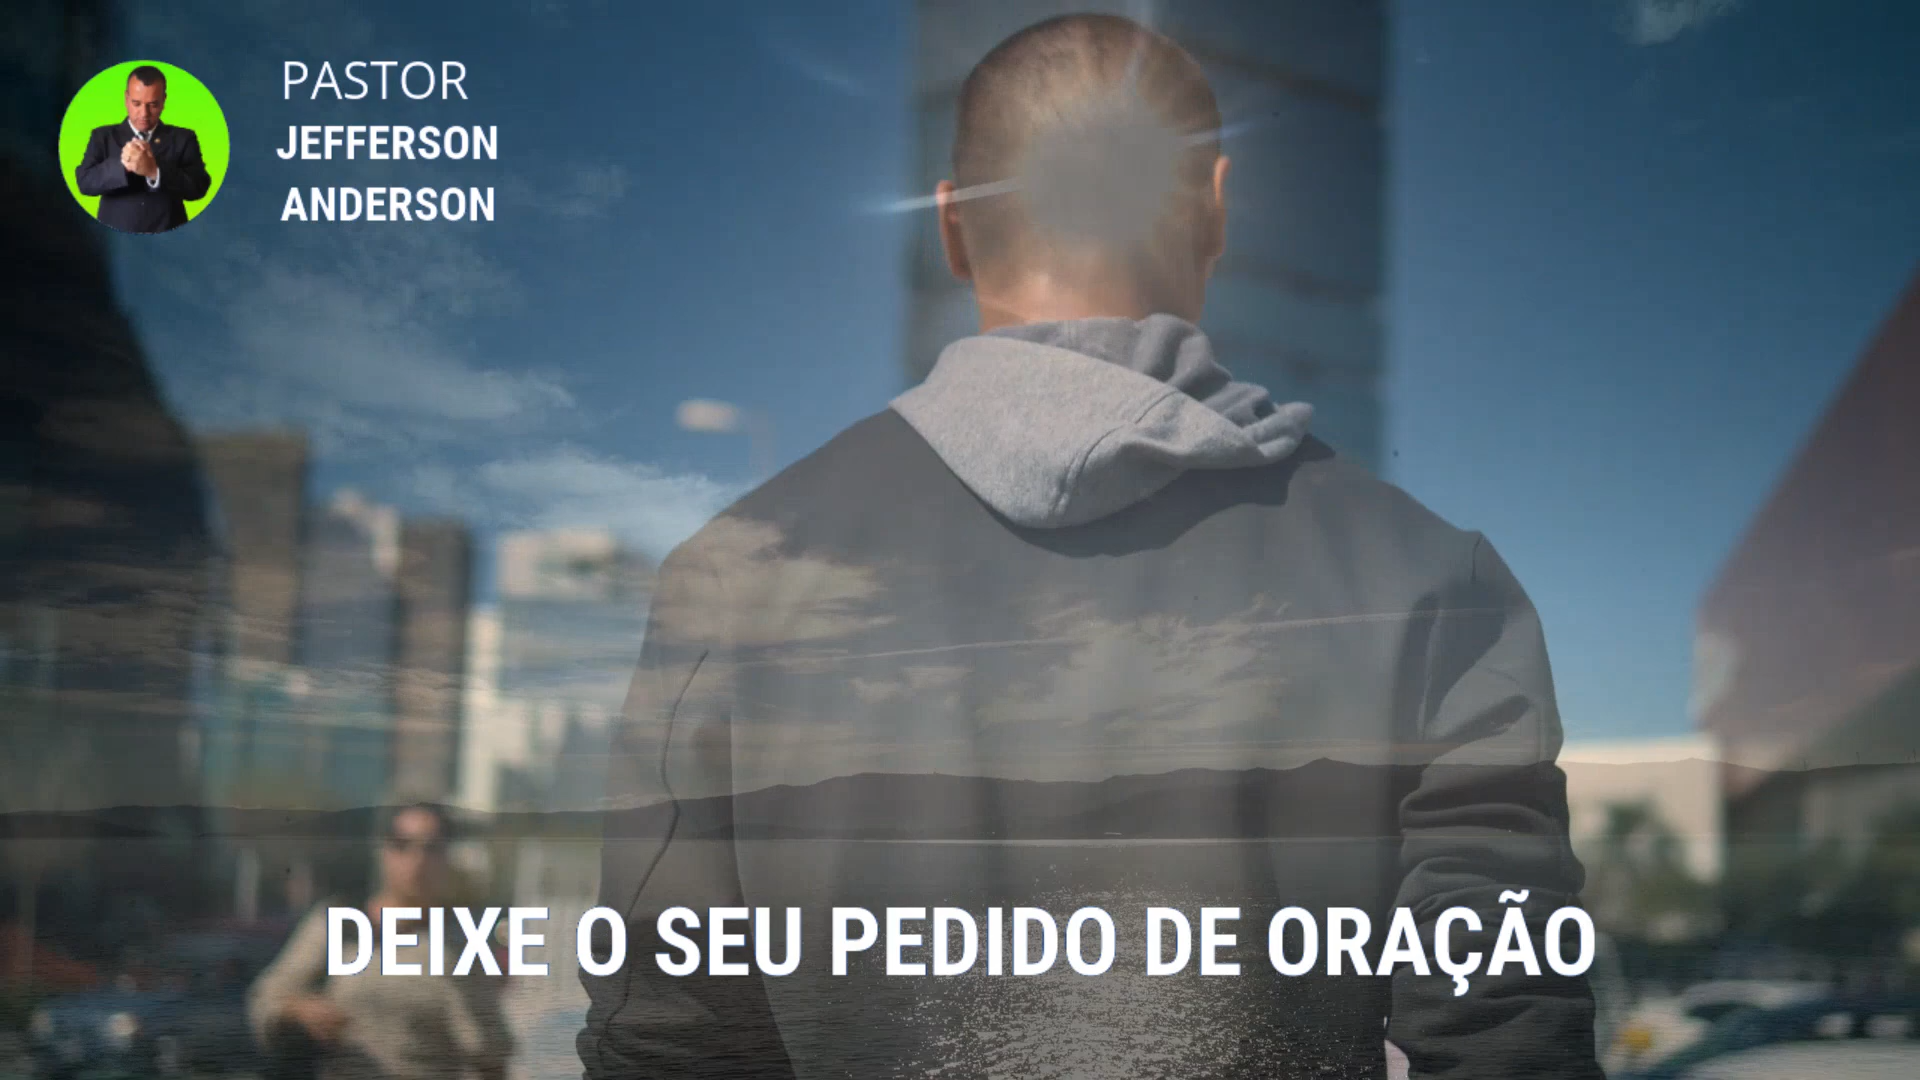 PASTOR
JEFFERSON
ANDERSON
DEIXE O SEU PEDIDO DE ORAÇÃO